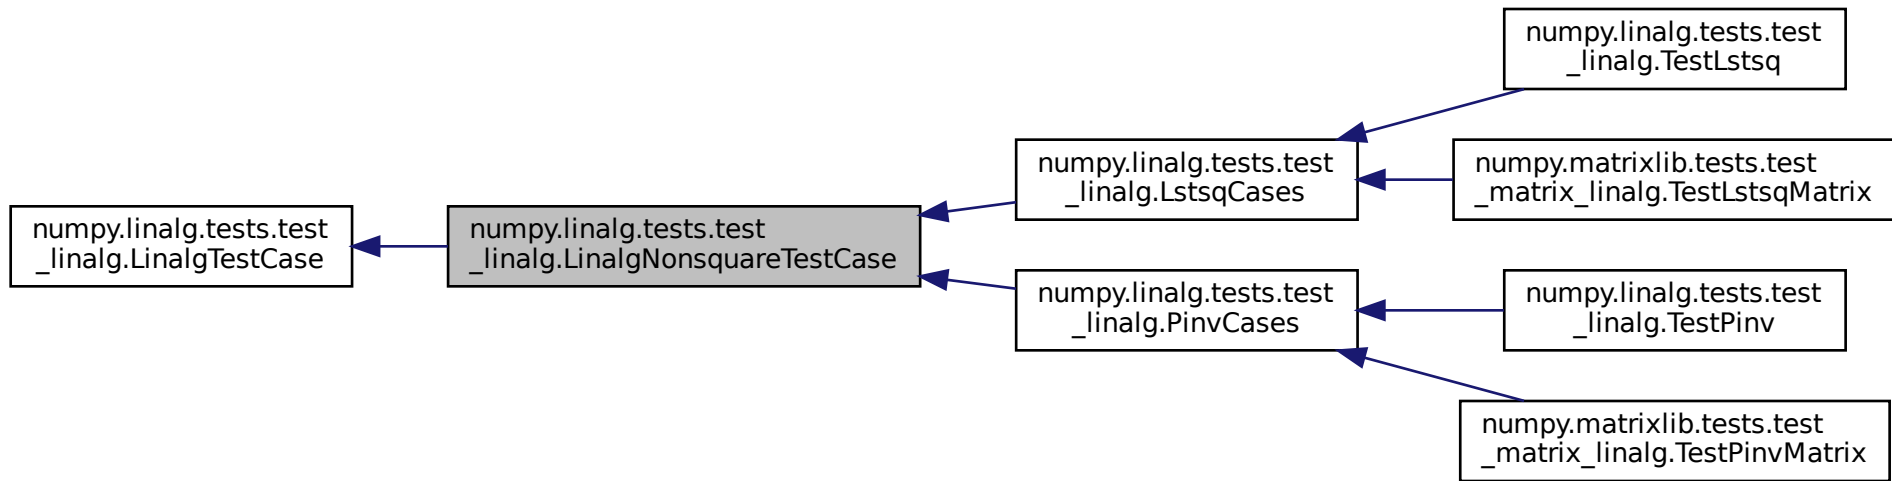 numpy.linalg.tests.test
_linalg.LinalgTestCase
numpy.linalg.tests.test
_linalg.LinalgNonsquareTestCase
numpy.linalg.tests.test
_linalg.LstsqCases
numpy.linalg.tests.test
_linalg.PinvCases
numpy.linalg.tests.test
_linalg.TestLstsq
numpy.matrixlib.tests.test
_matrix_linalg.TestLstsqMatrix
numpy.linalg.tests.test
_linalg.TestPinv
numpy.matrixlib.tests.test
_matrix_linalg.TestPinvMatrix